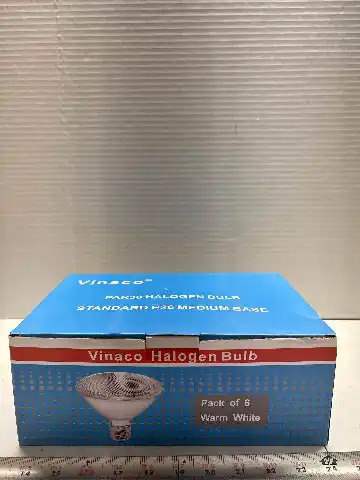 Vinaco®
PAR30 HALOGEN BULB
STANDARD E26 MEDIUM BASE
Vinaco Halogen Bulb
Pack of 6
Warm White